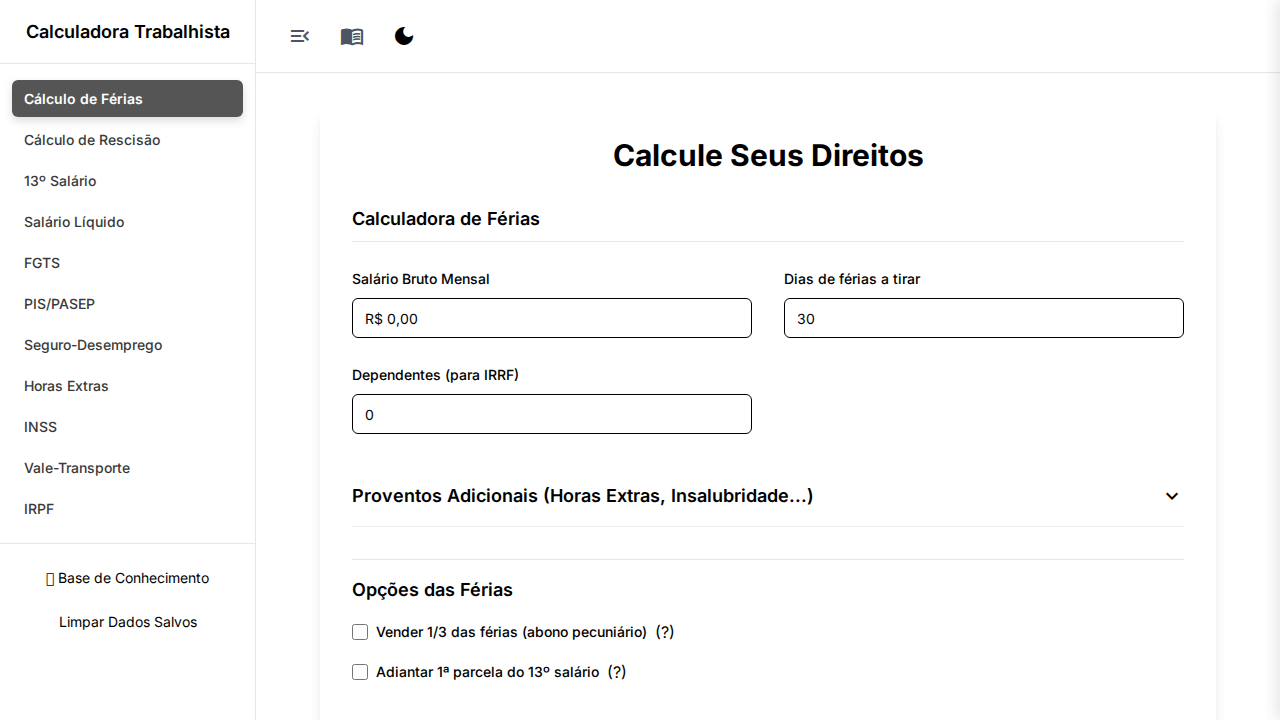 Calculadora Trabalhista
Cálculo de Férias
Cálculo de Rescisão
13º Salário
Salário Líquido
FGTS
PIS/PASEP
Seguro-Desemprego
Horas Extras
INSS
Vale-Transporte
IRPF
Base de Conhecimento
Limpar Dados Salvos
Calcule Seus Direitos
Calculadora de Férias
Salário Bruto Mensal
Dias de férias a tirar
R$ 0,00
30
Dependentes (para IRRF)
0
Proventos Adicionais (Horas Extras, Insalubridade...)
Opções das Férias
Vender 1/3 das férias (abono pecuniário) (?)
Adiantar 1ª parcela do 13º salário (?)